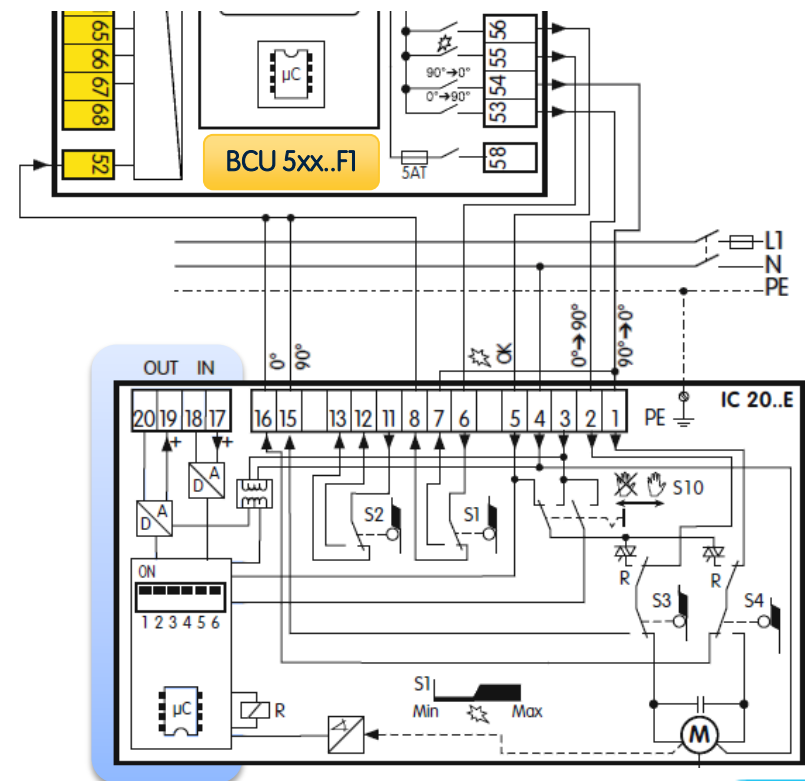 65
66
67
68
52
µC
BCU 5xx..F1
90°→0°
0°→90°
5AT
56
55
54
53
58
L1
N
PE
0°
90°
OK
0°→90°
90°→0°
OUT IN
20 19 18 17
16 15 13 12 11 8 7 6 5 4 3 2 1
PE
IC 20..E
+ +
D A
D A
S2
S1
S10
R
R
S3
S4
ON
1 2 3 4 5 6
µC
R
S1
Min Max
M